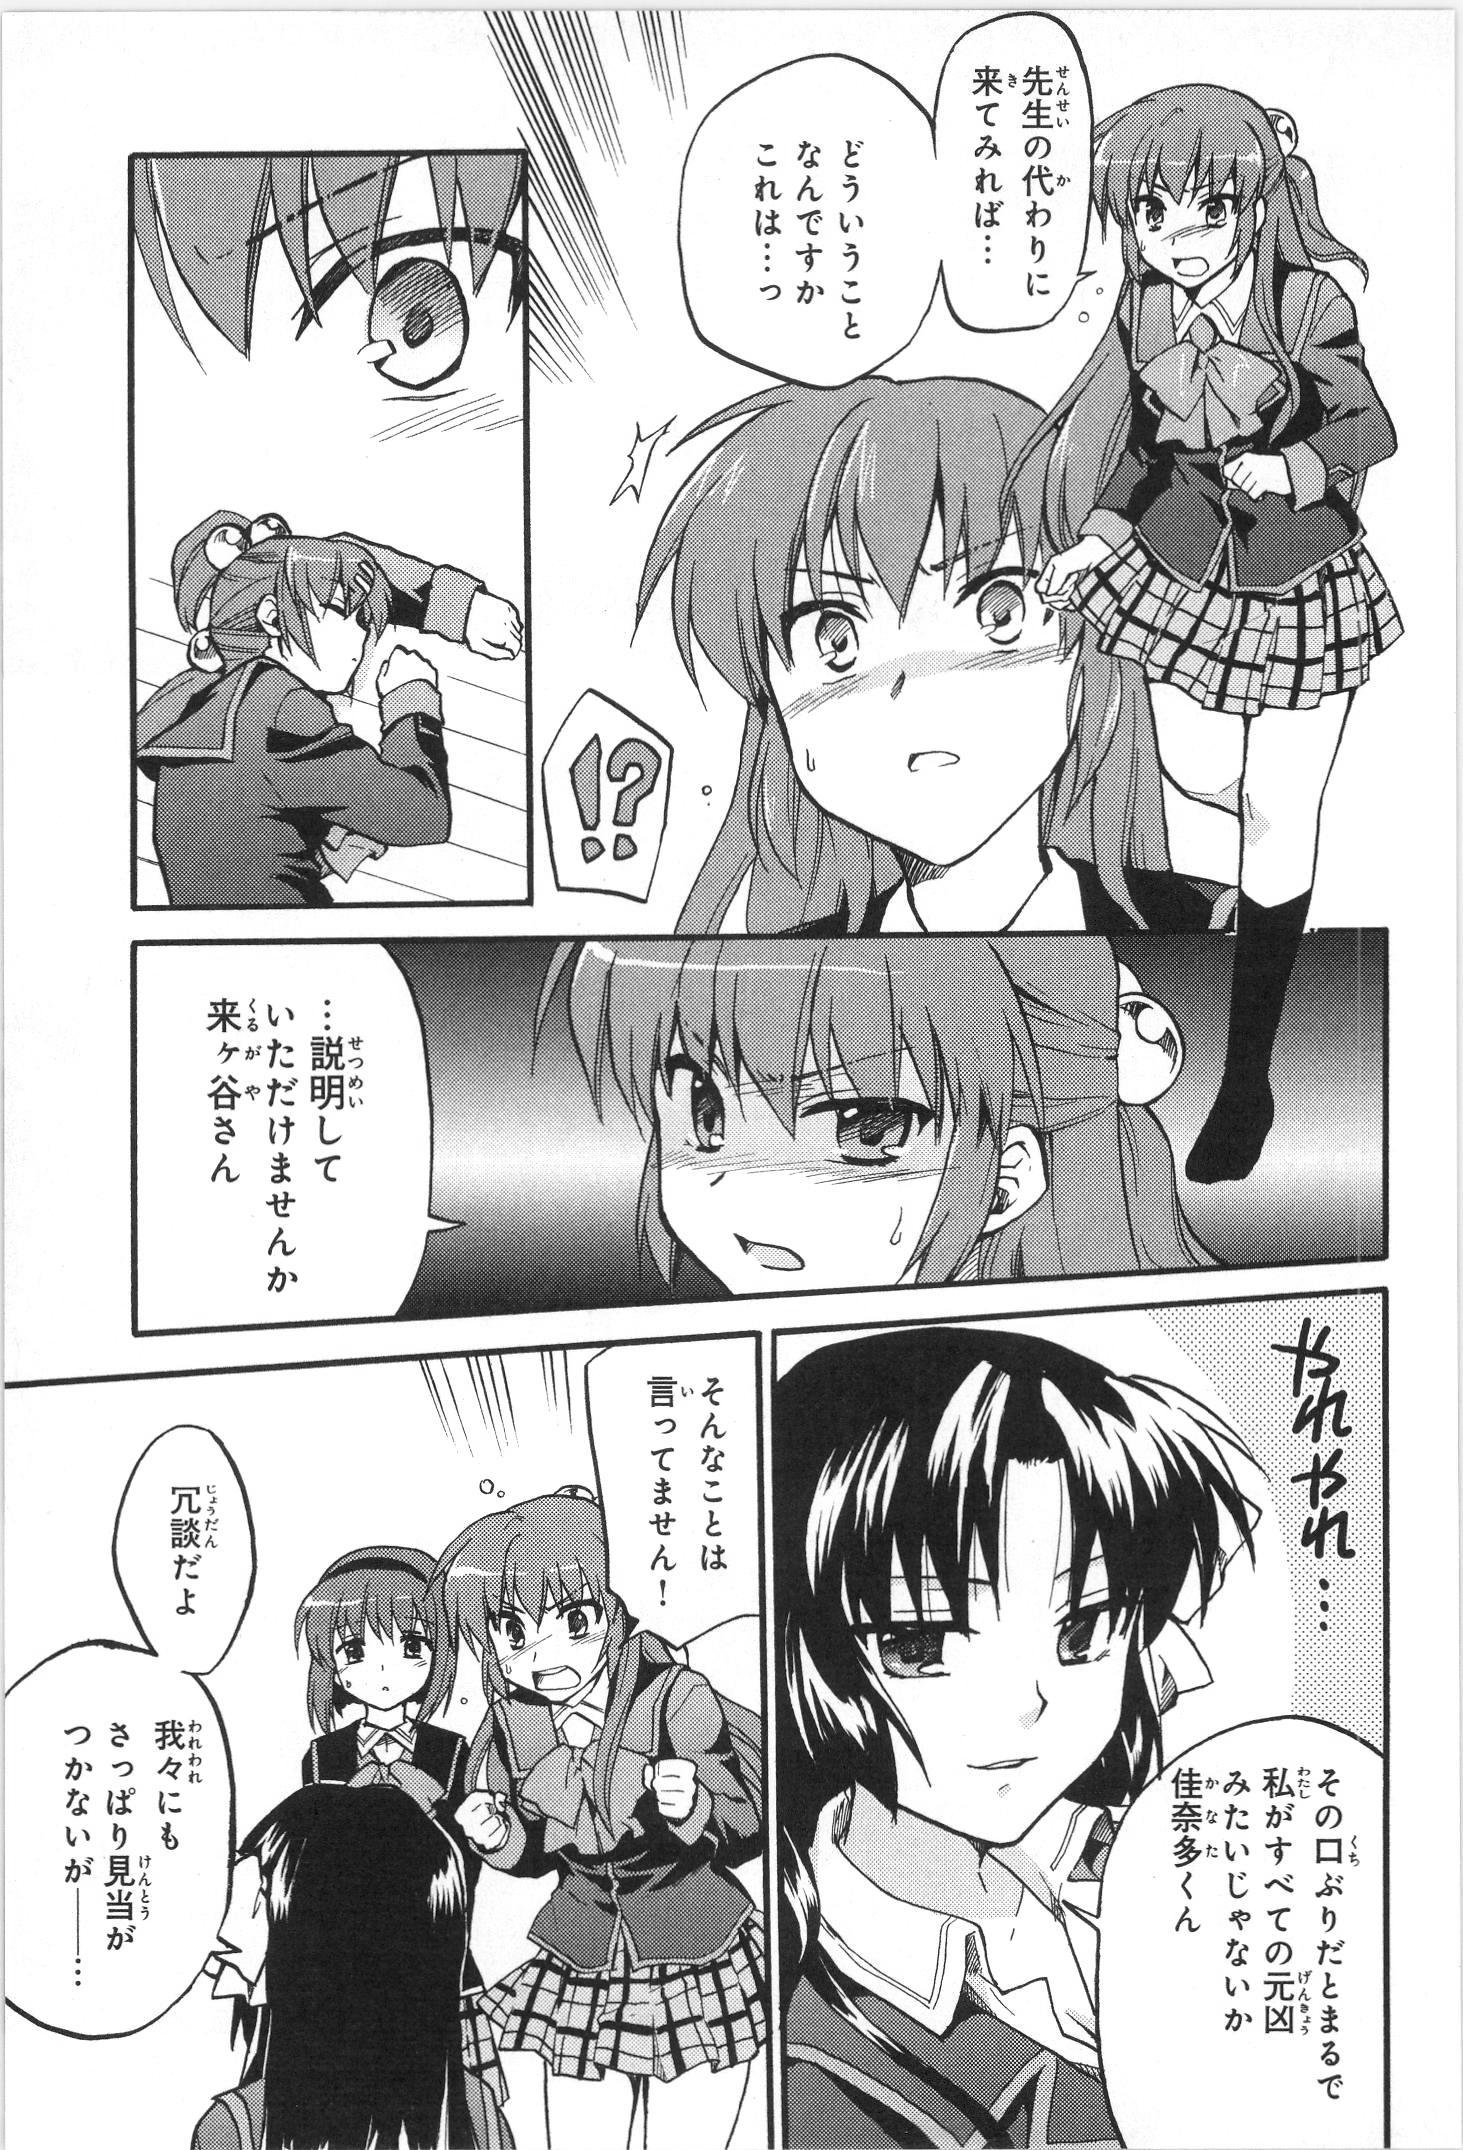 先生の代わりに
来てみれば…
どういうこと
なんですか
これは…っ
!?
…説明して
いただけませんか
来ヶ谷さん
やれやれ…
その口ぶりだとまるで
私がすべての元凶
みたいじゃないか
佳奈多くん
そんなことは
言ってません！
冗談だよ
我々にも
さっぱり見当が
つかないが――…